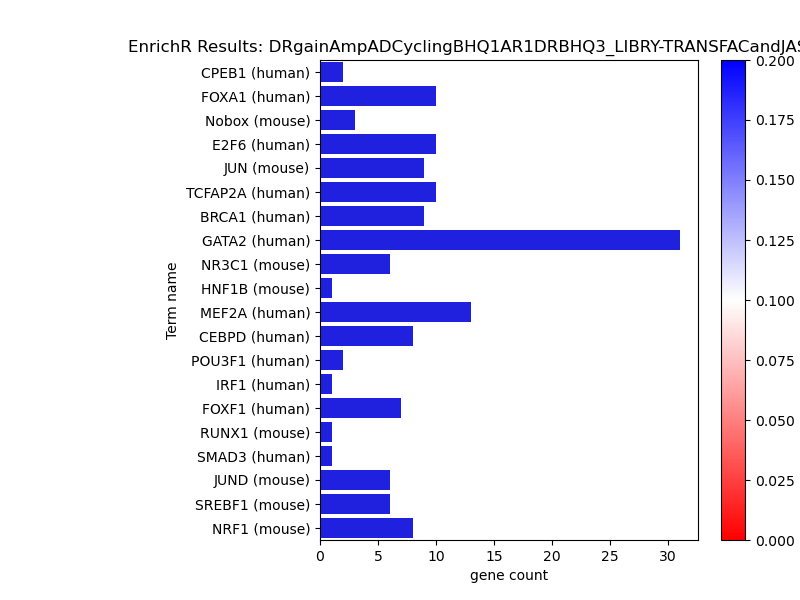 EnrichR Results: DRgainAmpADCyclingBHQ1AR1DRBHQ3_LIBRY-TRANSFACandJAS
CPEB1 (human)
FOXA1 (human)
Nobox (mouse)
E2F6 (human)
JUN (mouse)
TCFAP2A (human)
BRCA1 (human)
GATA2 (human)
NR3C1 (mouse)
HNF1B (mouse)
MEF2A (human)
CEBPD (human)
POU3F1 (human)
IRF1 (human)
FOXF1 (human)
RUNX1 (mouse)
SMAD3 (human)
JUND (mouse)
SREBF1 (mouse)
NRF1 (mouse)
Term name
0 5 10 15 20 25 30
gene count
0.200
0.175
0.150
0.125
0.100
0.075
0.050
0.025
0.000